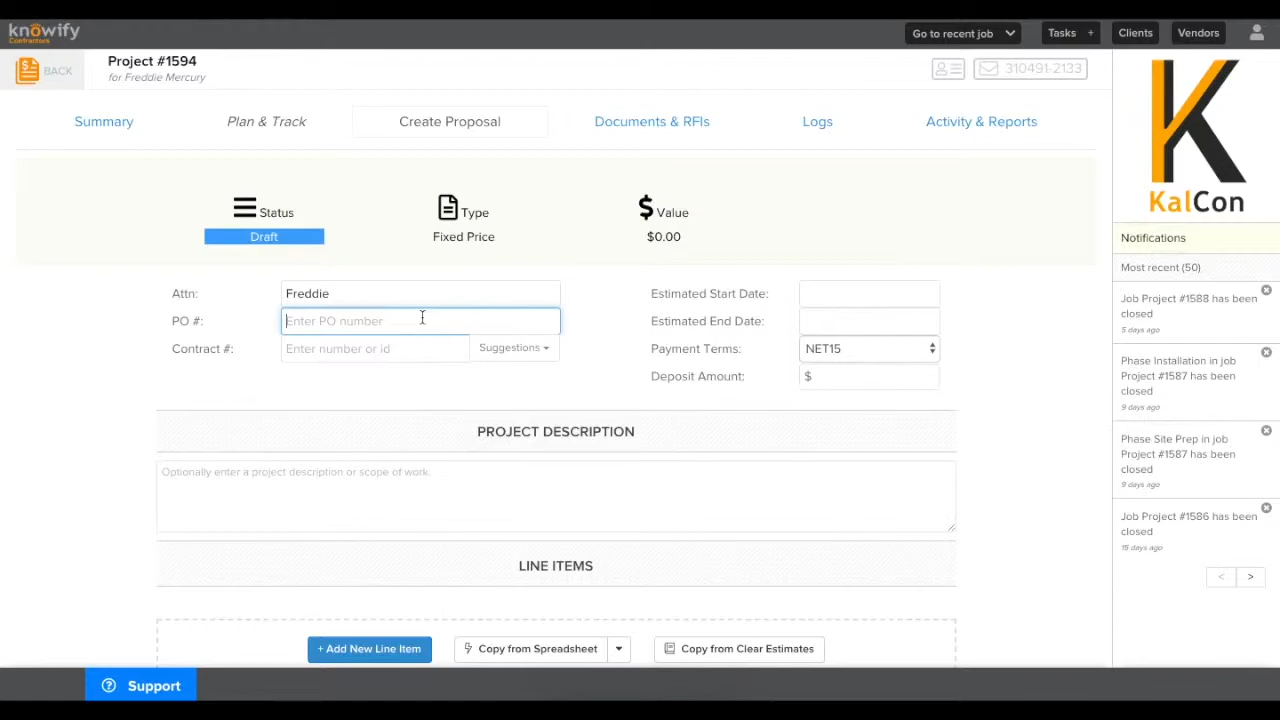 knowify
Contractors
Go to recent job
Tasks +
Clients
Vendors
BACK
Project #1594
for Freddie Mercury
310491-2133
Summary
Plan & Track
Create Proposal
Documents & RFIs
Logs
Activity & Reports
Status
Draft
Type
Fixed Price
$ Value
$0.00
Attn:
Freddie
PO #:
Enter PO number
Contract #:
Enter number or id
Suggestions
Estimated Start Date:
Estimated End Date:
Payment Terms:
NET15
Deposit Amount:
$
PROJECT DESCRIPTION
Optionally enter a project description or scope of work.
LINE ITEMS
+ Add New Line Item
Copy from Spreadsheet
Copy from Clear Estimates
? Support
K
KalCon
Notifications
Most recent (50)
Job Project #1588 has been
closed
5 days ago
Phase Installation in job
Project #1587 has been
closed
9 days ago
Phase Site Prep in job
Project #1587 has been
closed
9 days ago
Job Project #1586 has been
closed
15 days ago
< >